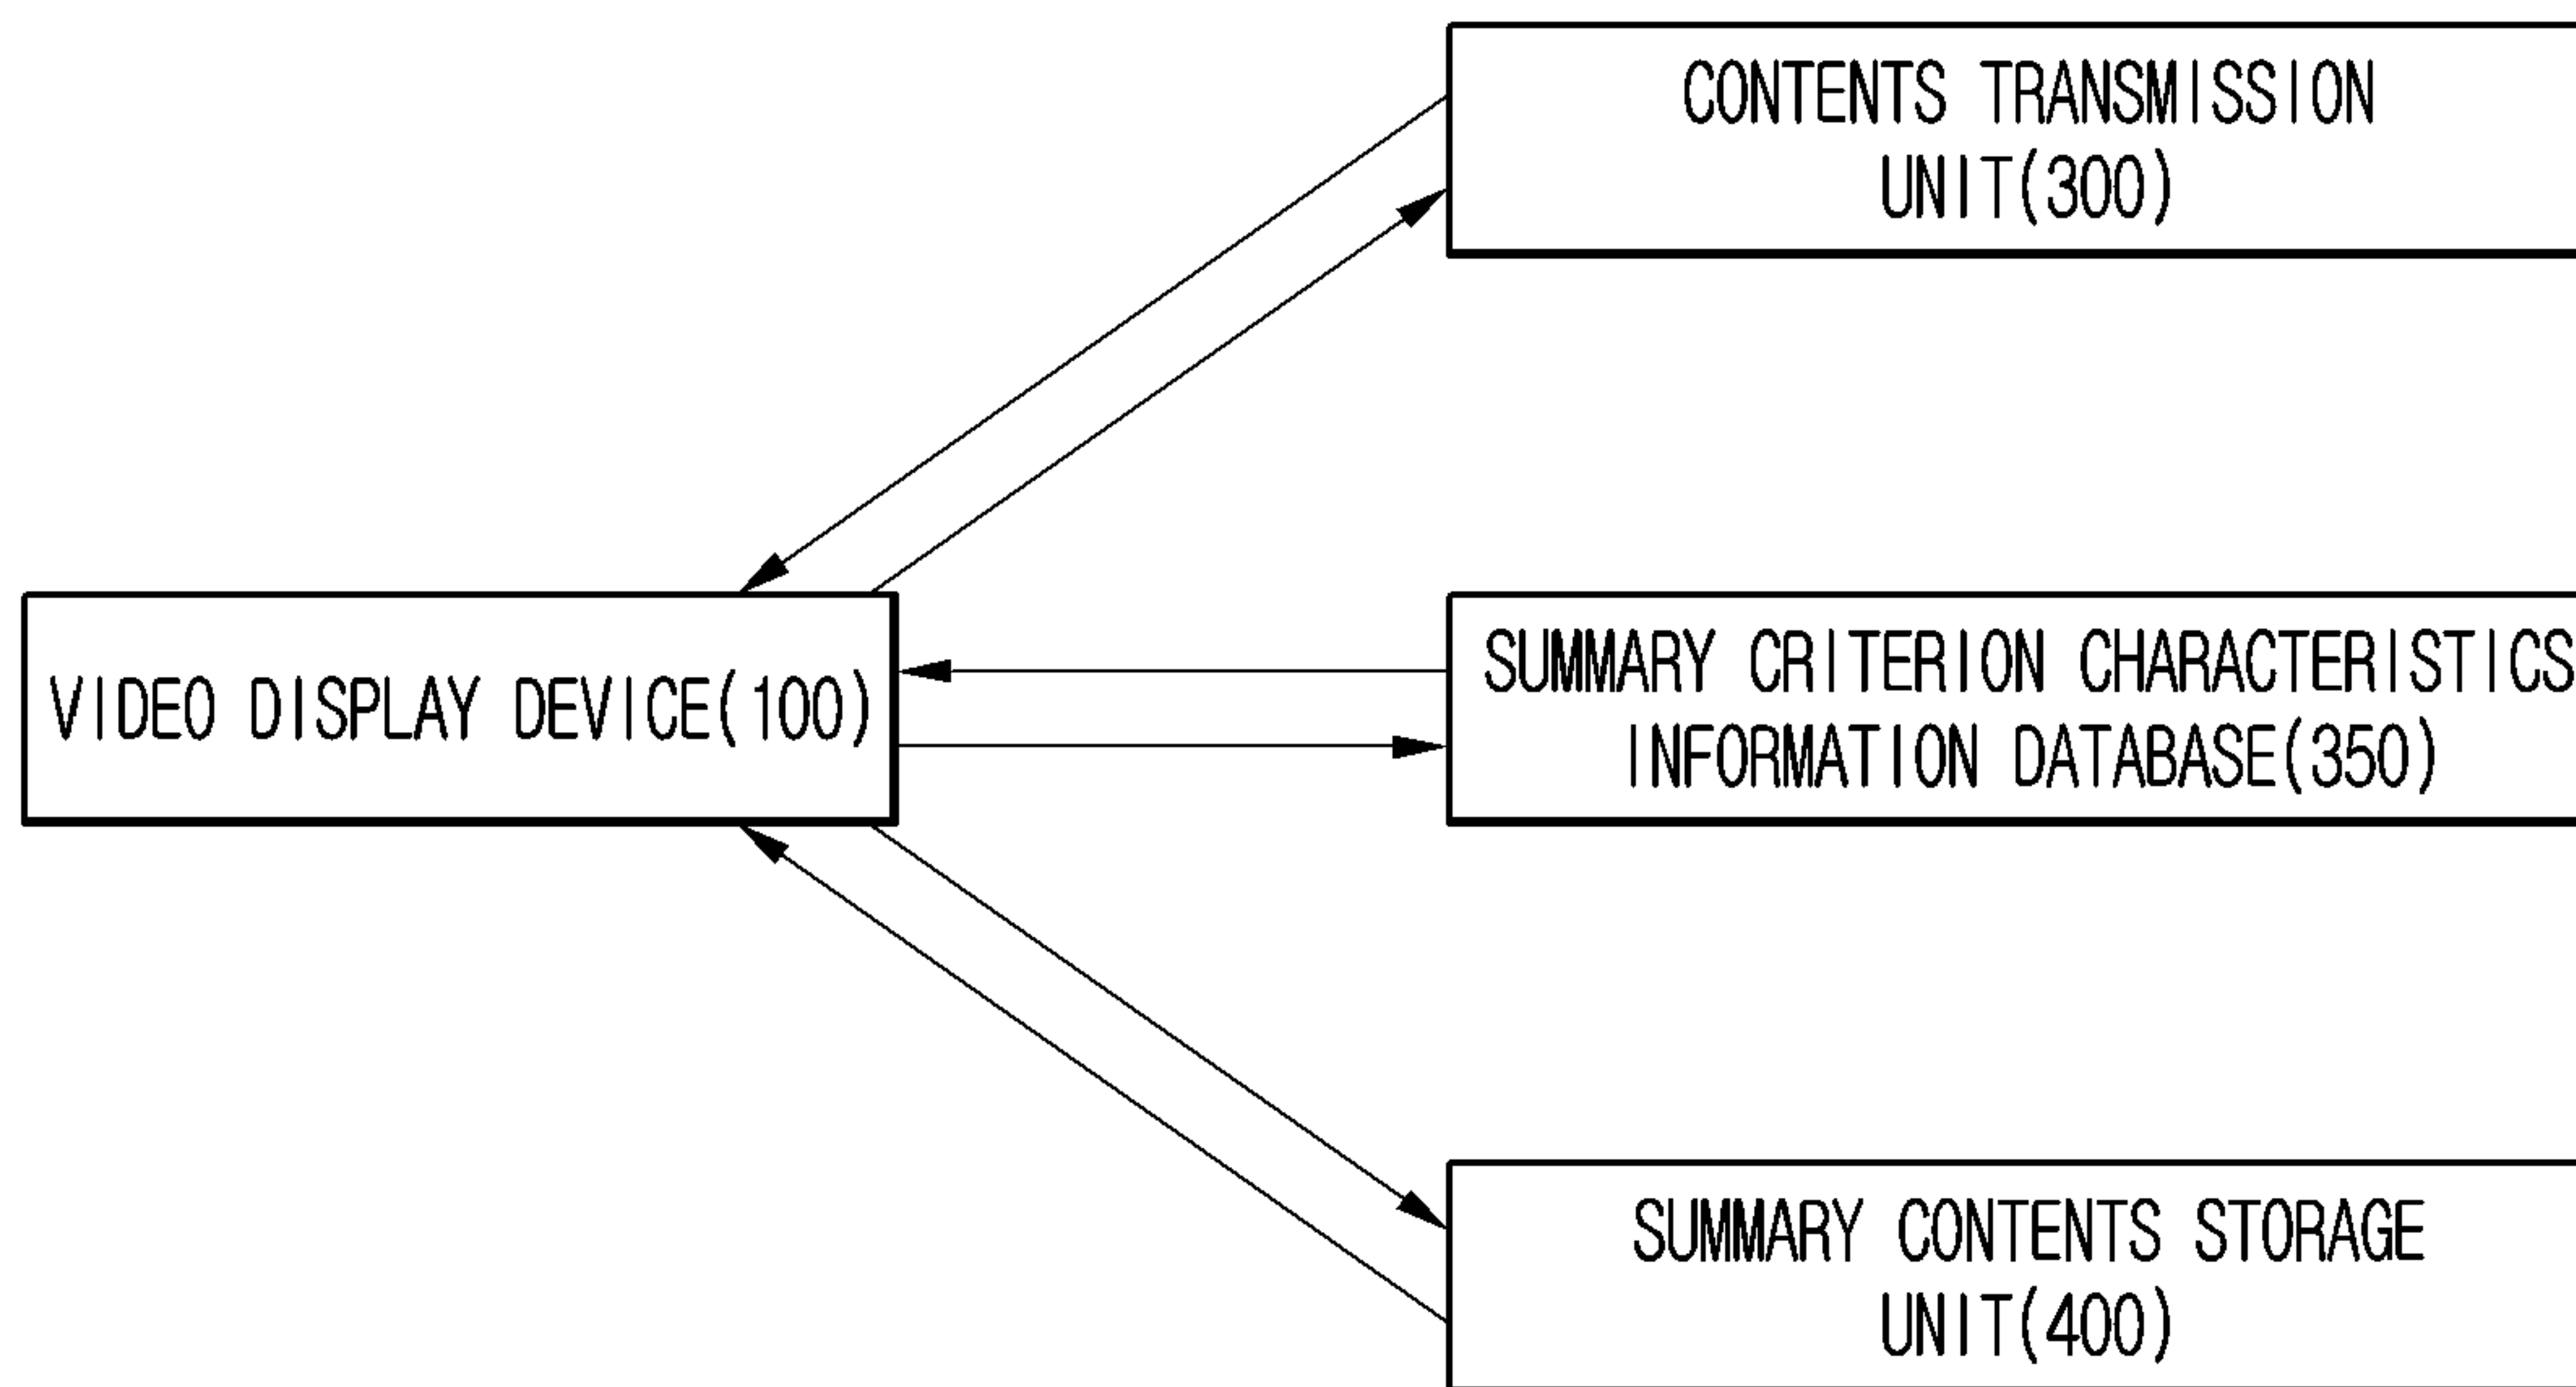 CONTENTS TRANSMISSION
UNIT(300)
VIDEO DISPLAY DEVICE(100)
SUMMARY CRITERION CHARACTERISTICS
INFORMATION DATABASE(350)
SUMMARY CONTENTS STORAGE
UNIT(400)